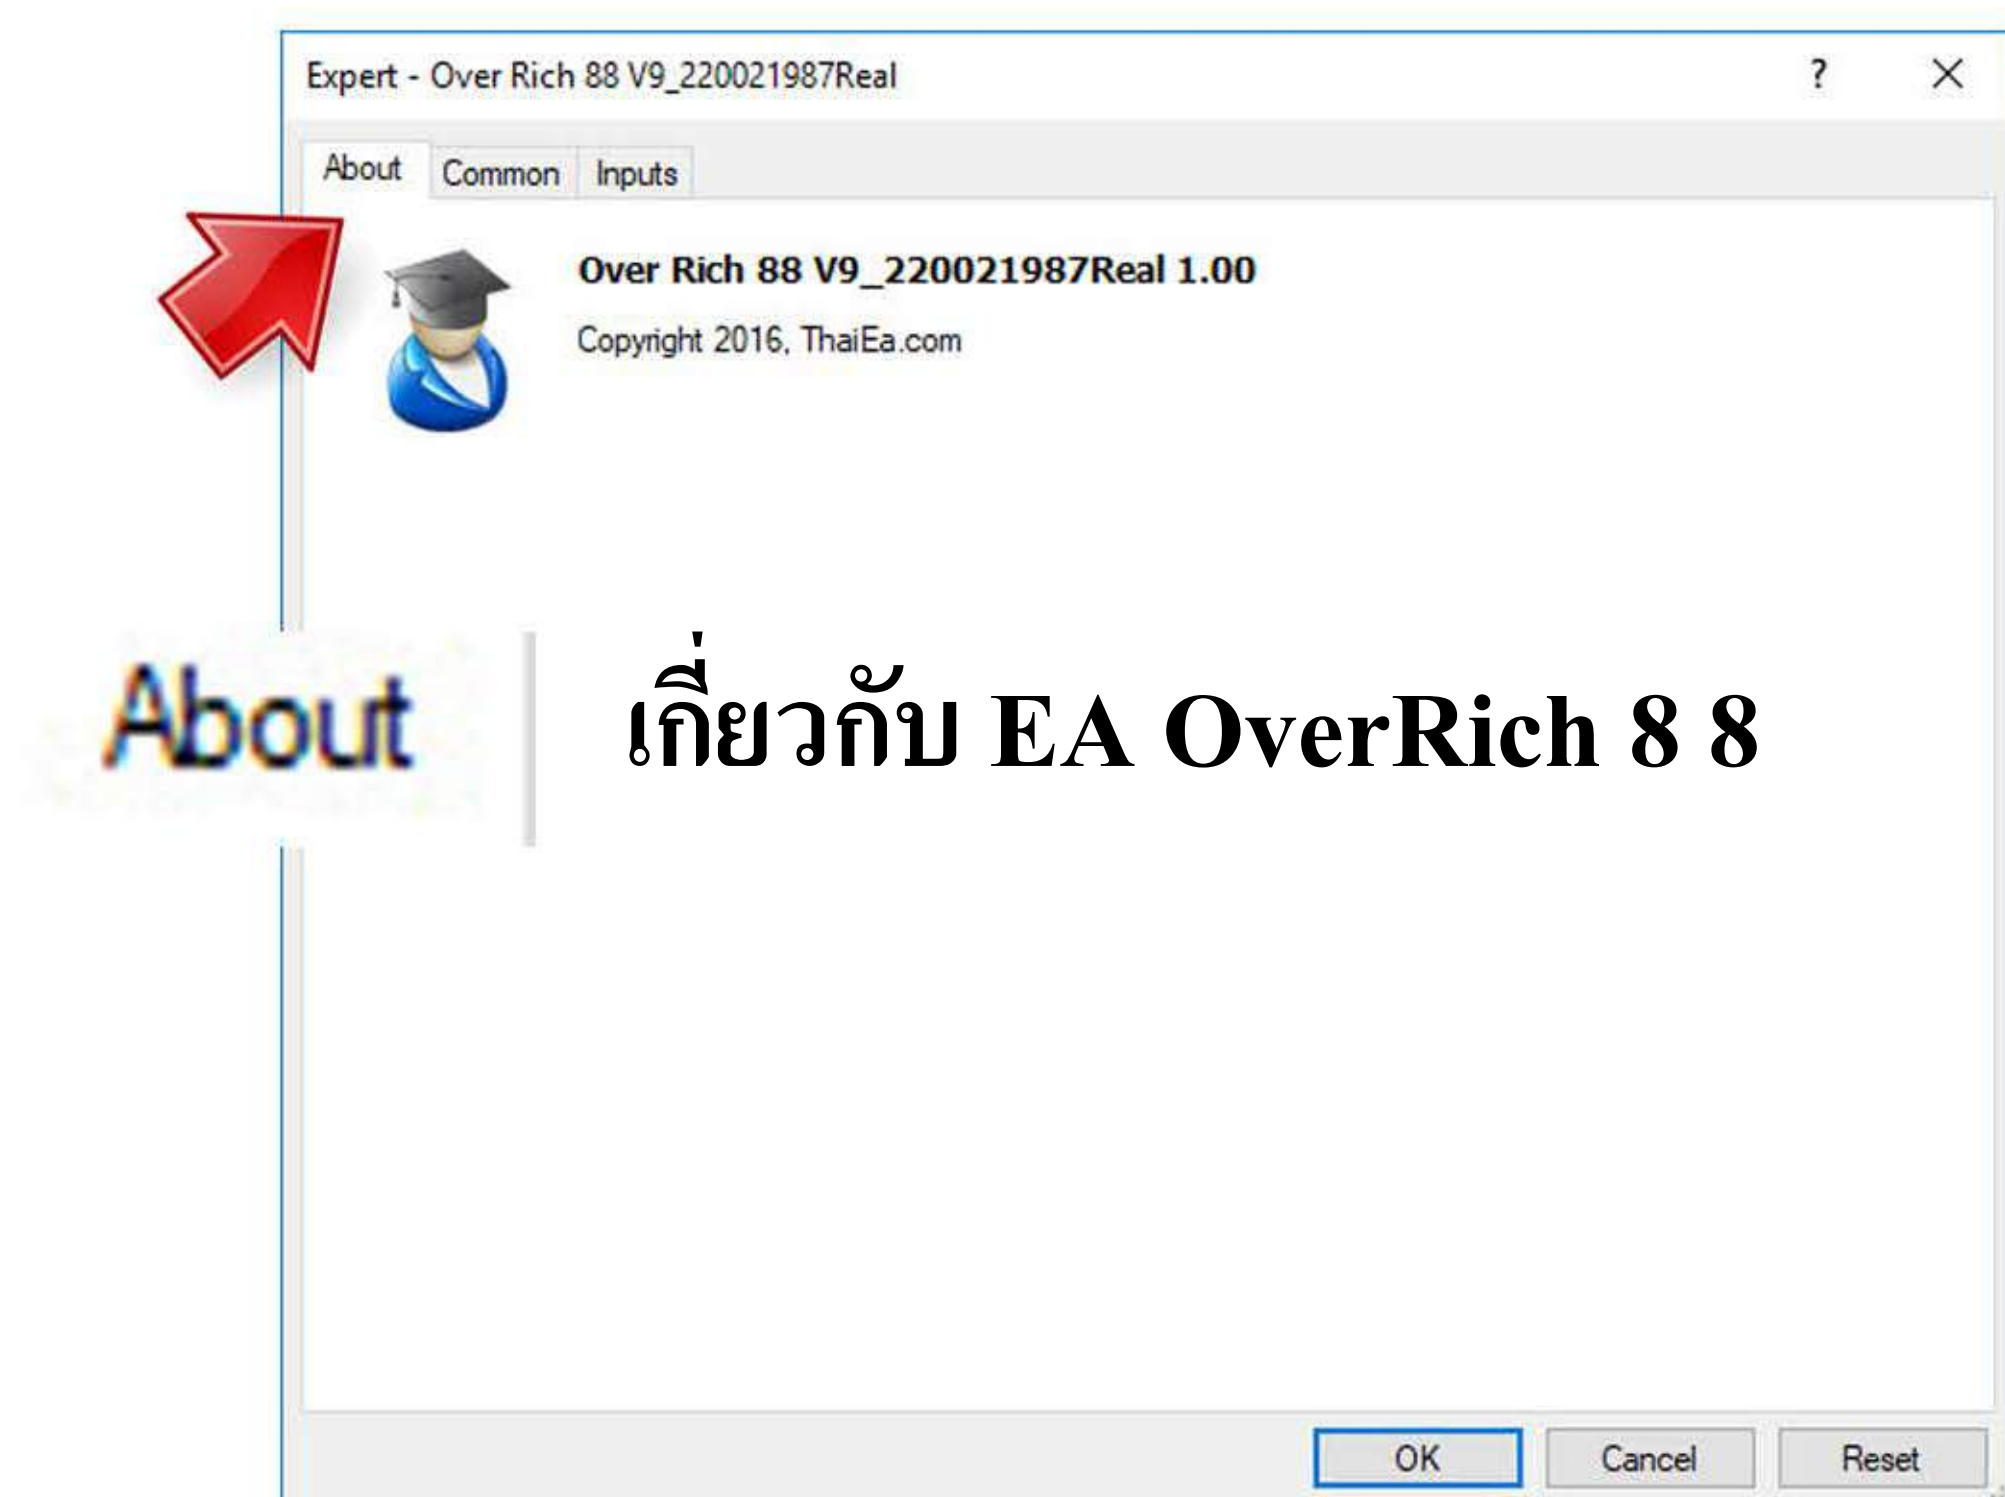 Expert - Over Rich 88 V9_220021987Real
About Common Inputs
Over Rich 88 V9_220021987Real 1.00
Copyright 2016, ThaiEa.com
About
เกี่ยวกับ EA OverRich 8 8
OK Cancel Reset